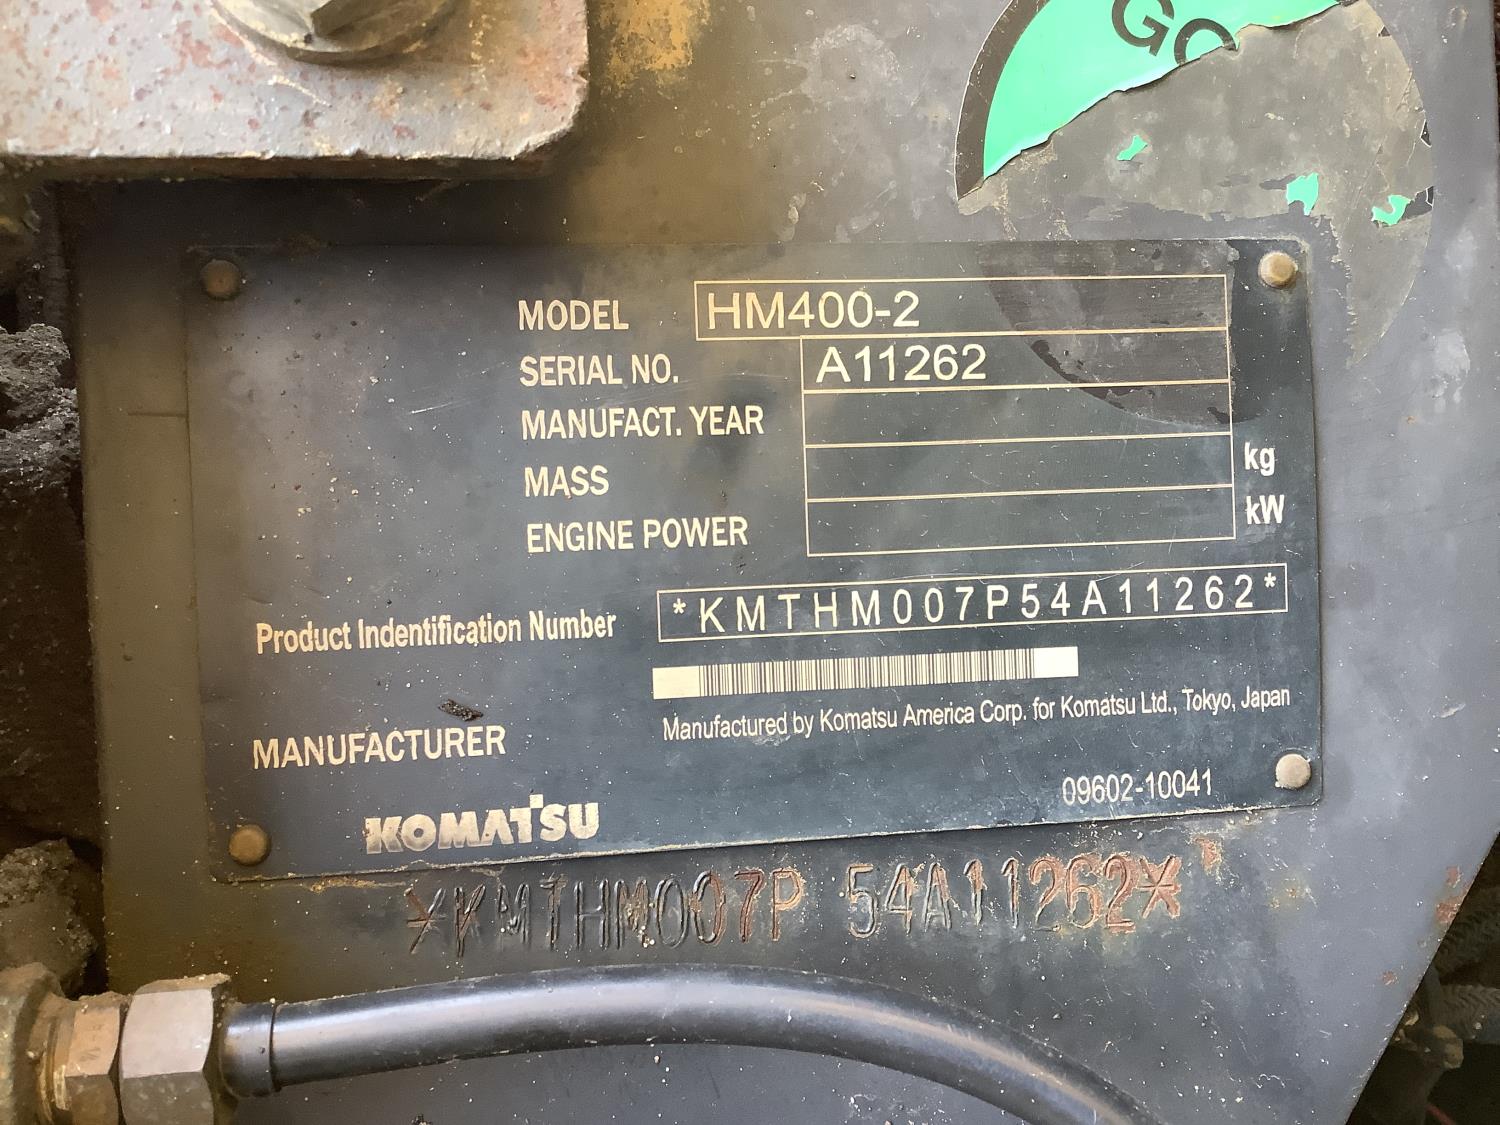 GO
MODEL HM400-2
SERIAL NO. A11262
MANUFACT. YEAR
MASS kg
ENGINE POWER kW
Product Indentification Number *KMTHM007P54A11262*
Manufactured by Komatsu America Corp. for Komatsu Ltd., Tokyo, Japan
MANUFACTURER
09602-10041
KOMATSU
*KMTHM007P 54A11262*